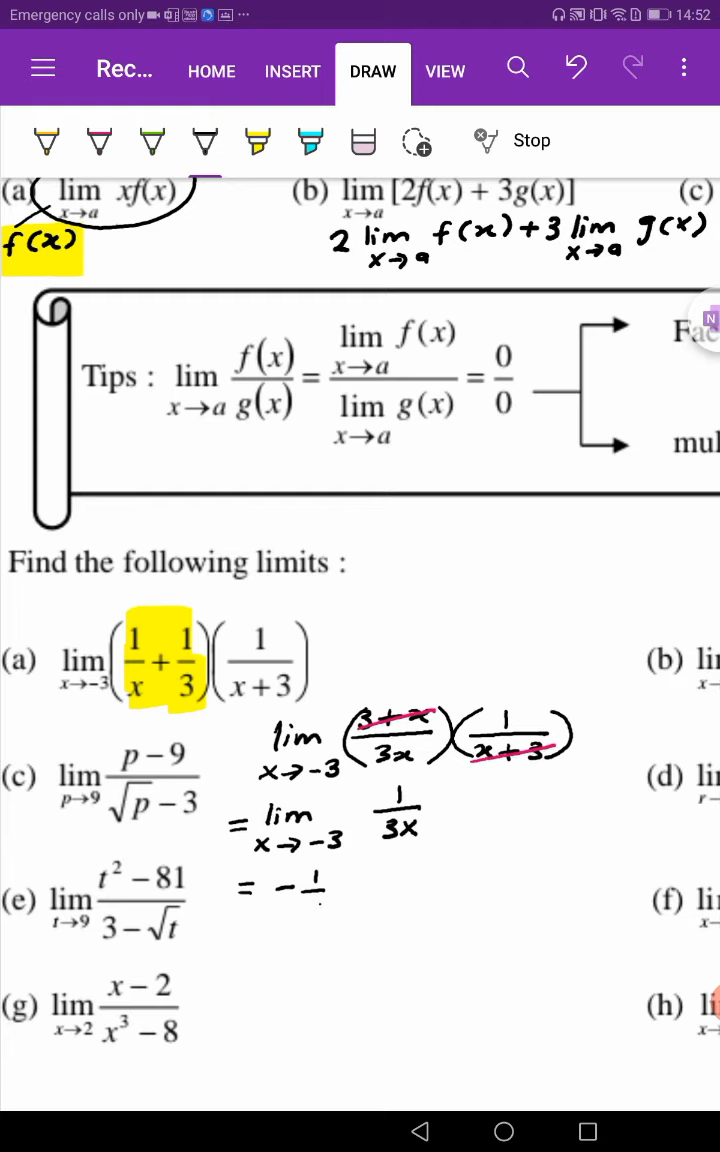 Emergency calls only ... 14:52
Rec... HOME INSERT DRAW VIEW
Stop
(a) lim x→a xf(x) (b) lim x→a [2f(x) + 3g(x)] (c)
f(x) 2 lim x→a f(x) + 3 lim x→a g(x)
N
Tips : lim x→a f(x)/g(x) = lim x→a f(x) / lim x→a g(x) = 0/0
Fac
mul
Find the following limits :
(a) lim x→-3 (1/x + 1/3)(1/(x+3)) (b) lim x→
lim x→-3 ((3+x)/3x)(1/(x+3))
(c) lim p→9 (p−9)/(√p−3) (d) lim r→
= lim x→-3 1/3x
= −1/
(e) lim t→9 (t²−81)/(3−√t) (f) lim x→
(g) lim x→2 (x−2)/(x³−8) (h) li x→